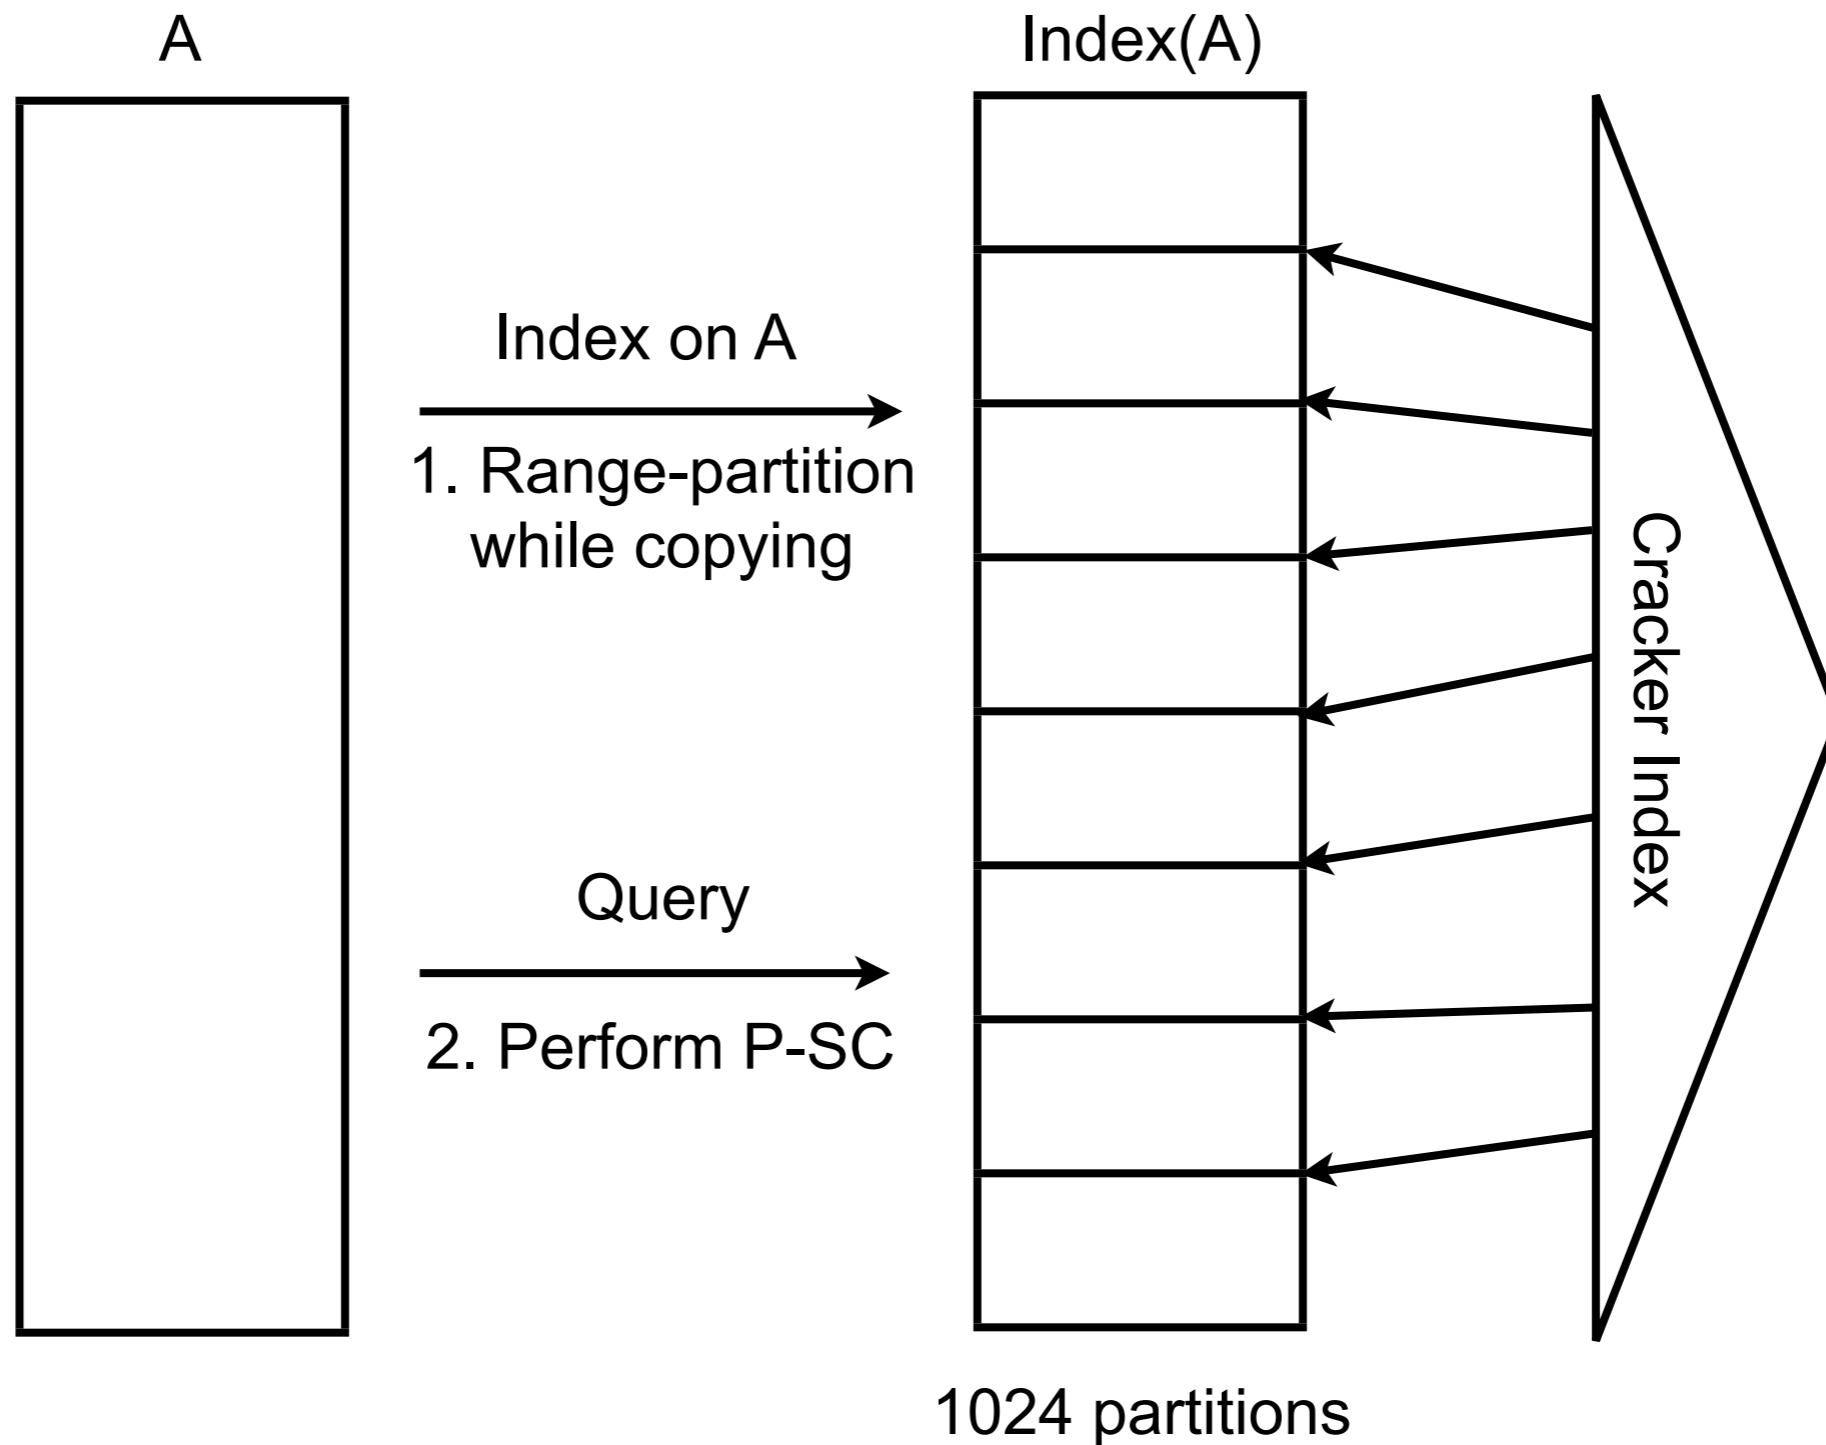 A
Index(A)
Index on A
1. Range-partition
while copying
Query
2. Perform P-SC
Cracker Index
1024 partitions